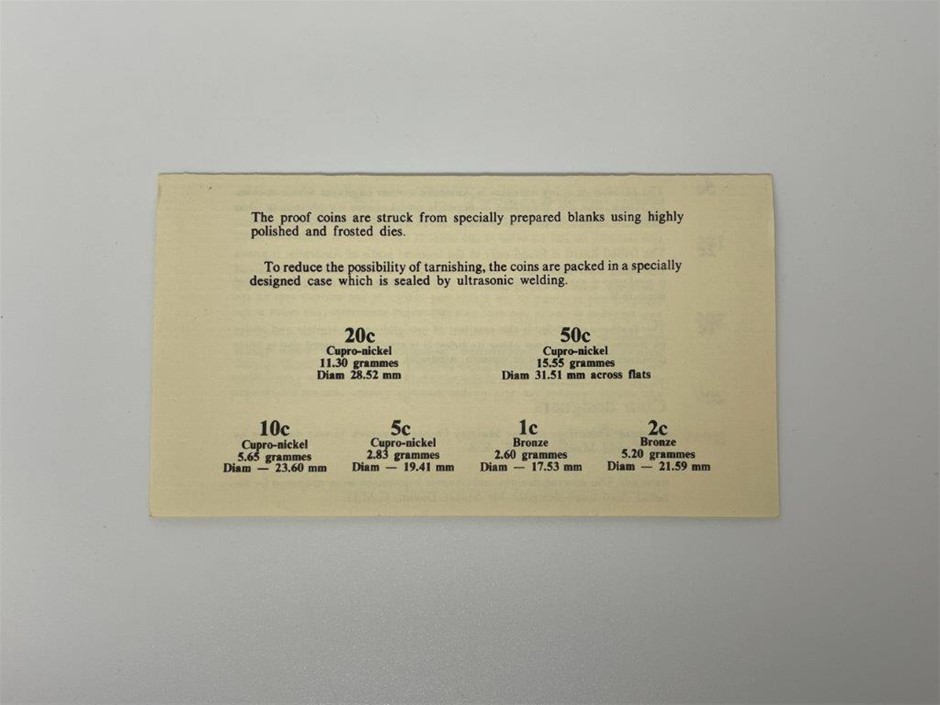 The proof coins are struck from specially prepared blanks using highly
polished and frosted dies.
To reduce the possibility of tarnishing, the coins are packed in a specially
designed case which is sealed by ultrasonic welding.
20c
Cupro-nickel
11.30 grammes
Diam 28.52 mm
50c
Cupro-nickel
15.55 grammes
Diam 31.51 mm across flats
10c
Cupro-nickel
5.65 grammes
Diam — 23.60 mm
5c
Cupro-nickel
2.83 grammes
Diam — 19.41 mm
1c
Bronze
2.60 grammes
Diam — 17.53 mm
2c
Bronze
5.20 grammes
Diam — 21.59 mm